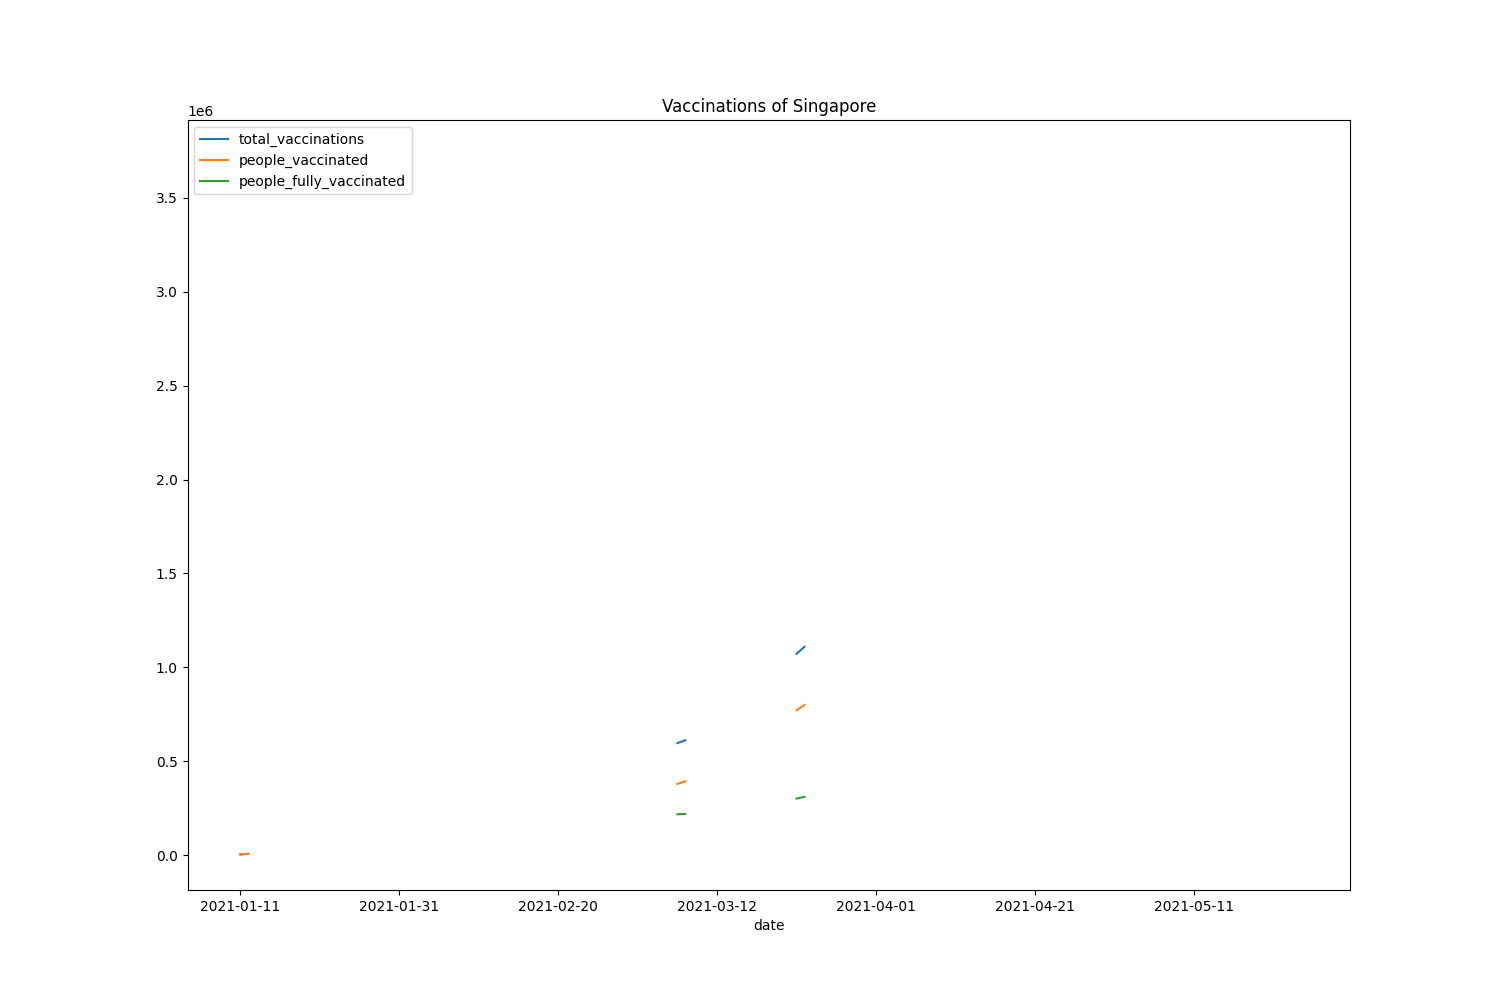 Vaccinations of Singapore
1e6
total_vaccinations
people_vaccinated
people_fully_vaccinated
3.5
3.0
2.5
2.0
1.5
1.0
0.5
0.0
2021-01-11 2021-01-31 2021-02-20 2021-03-12 2021-04-01 2021-04-21 2021-05-11
date